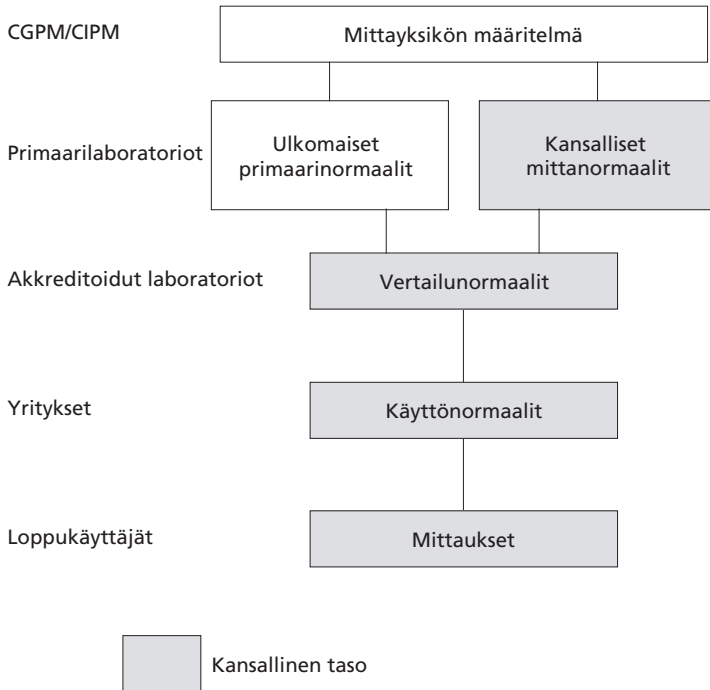 CGPM/CIPM
Mittayksikön määritelmä
Primaarilaboratoriot
Ulkomaiset
primaarinormaalit
Kansalliset
mittanormaalit
Akkreditoidut laboratoriot
Vertailunormaalit
Yritykset
Käyttönormaalit
Loppukäyttäjät
Mittaukset
Kansallinen taso